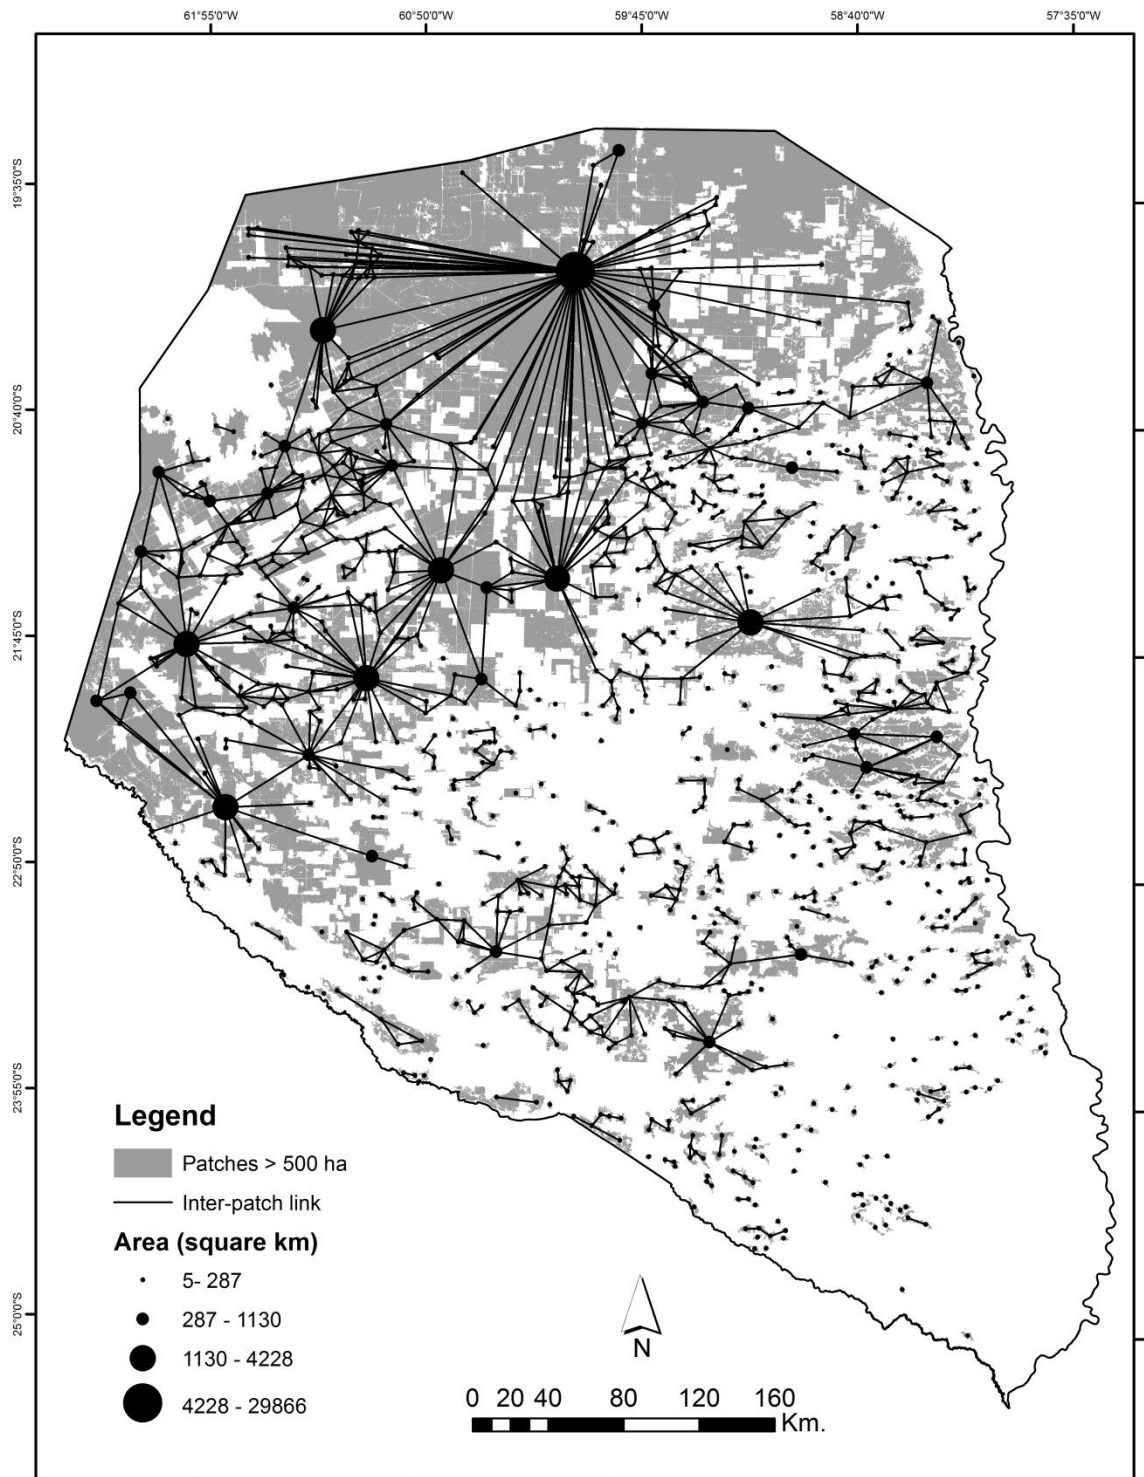 61°55'0"W 60°50'0"W 59°45'0"W 58°40'0"W 57°35'0"W
19°35'0"S
20°40'0"S
21°45'0"S
22°50'0"S
23°55'0"S
25°0'0"S
Legend
Patches > 500 ha
Inter-patch link
Area (square km)
5- 287
287 - 1130
1130 - 4228
4228 - 29866
N
0 20 40 80 120 160
Km.